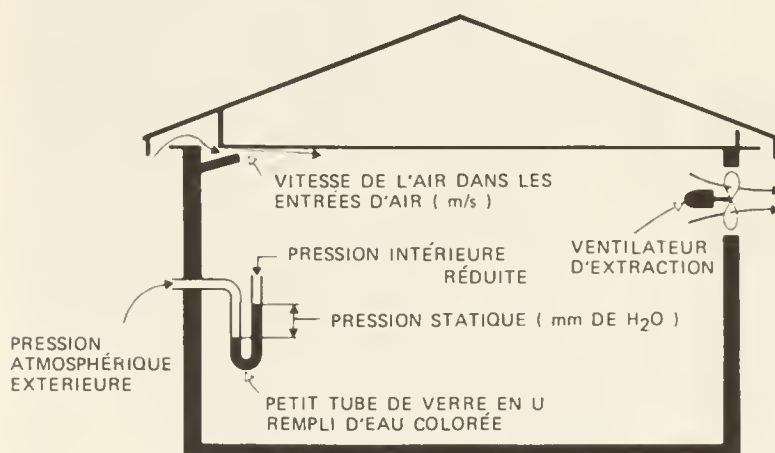 VITESSE DE L'AIR DANS LES
ENTRÉES D'AIR ( m/s )
PRESSION INTÉRIEURE
RÉDUITE
VENTILATEUR
D'EXTRACTION
PRESSION STATIQUE ( mm DE H₂O )
PRESSION
ATMOSPHÉRIQUE
EXTERIEURE
PETIT TUBE DE VERRE EN U
REMPLI D'EAU COLORÉE